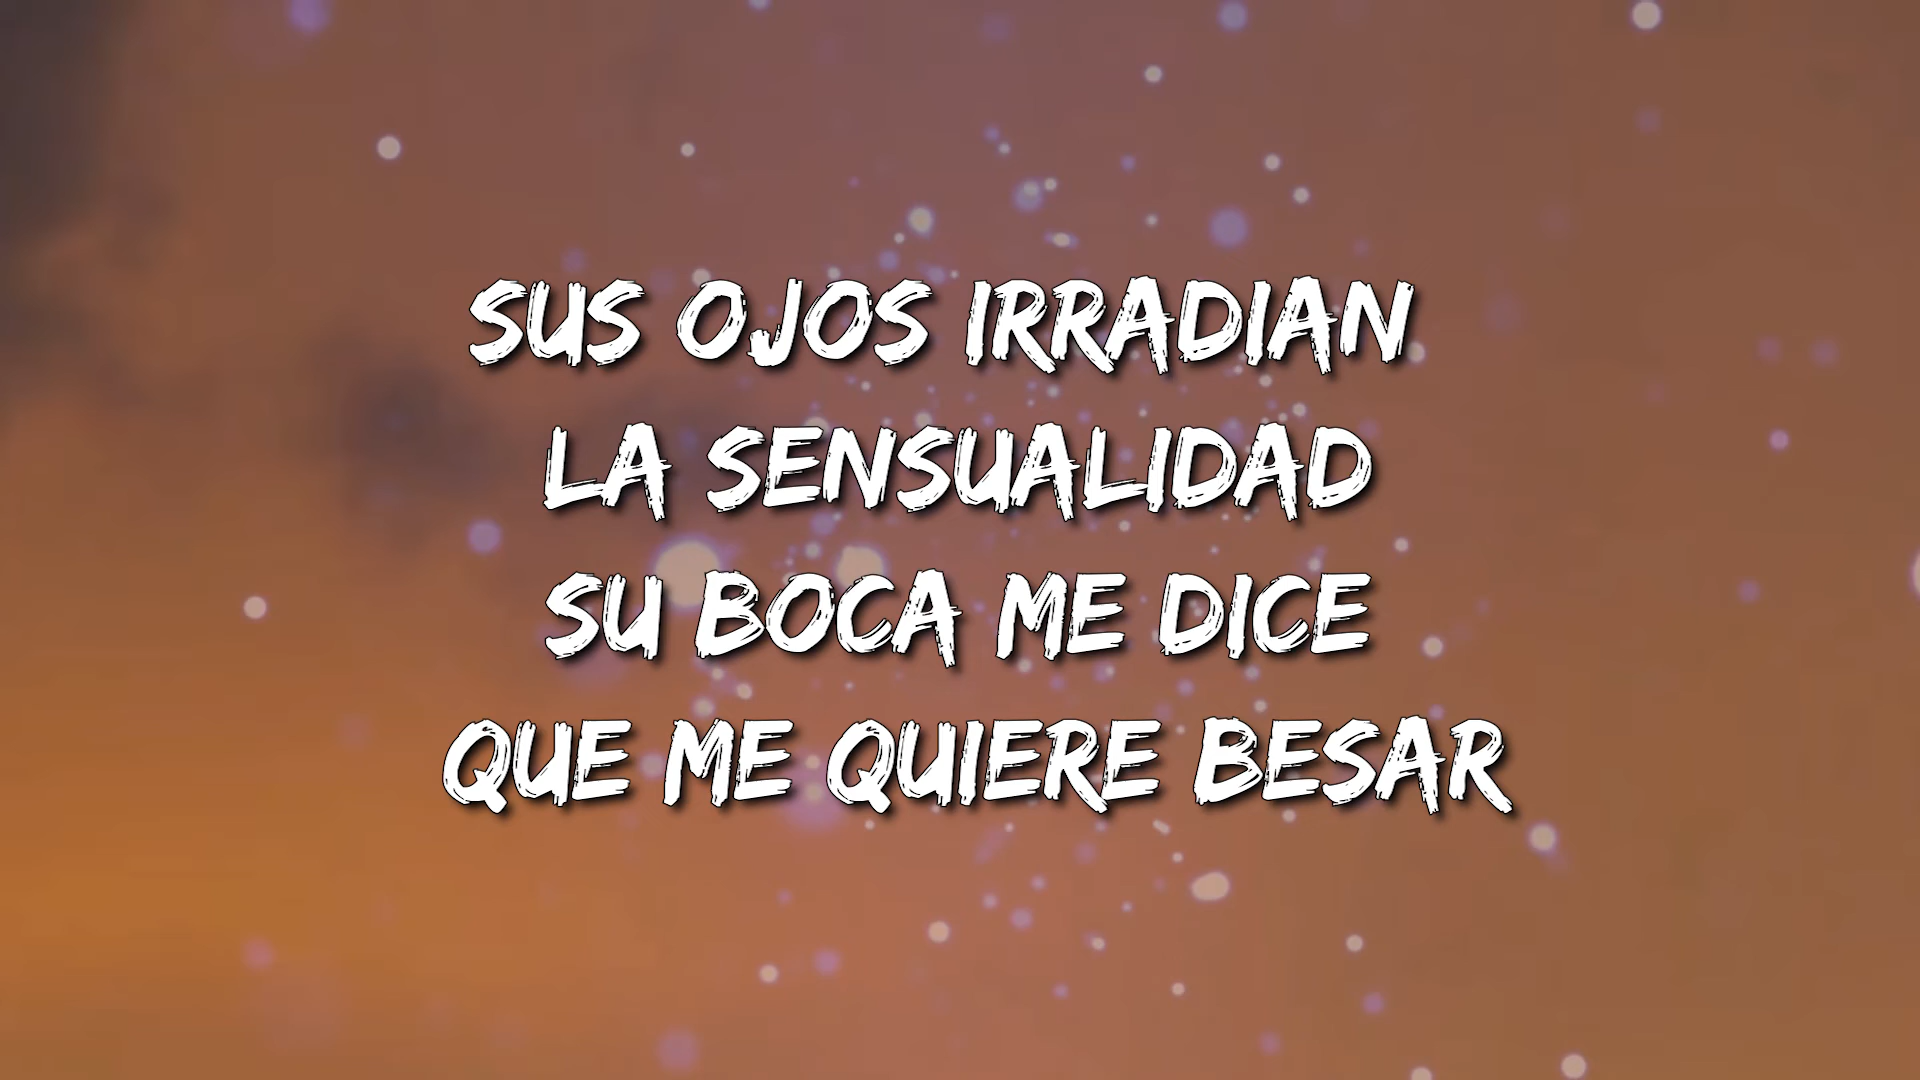 SUS OJOS IRRADIAN
LA SENSUALIDAD
SU BOCA ME DICE
QUE ME QUIERE BESAR